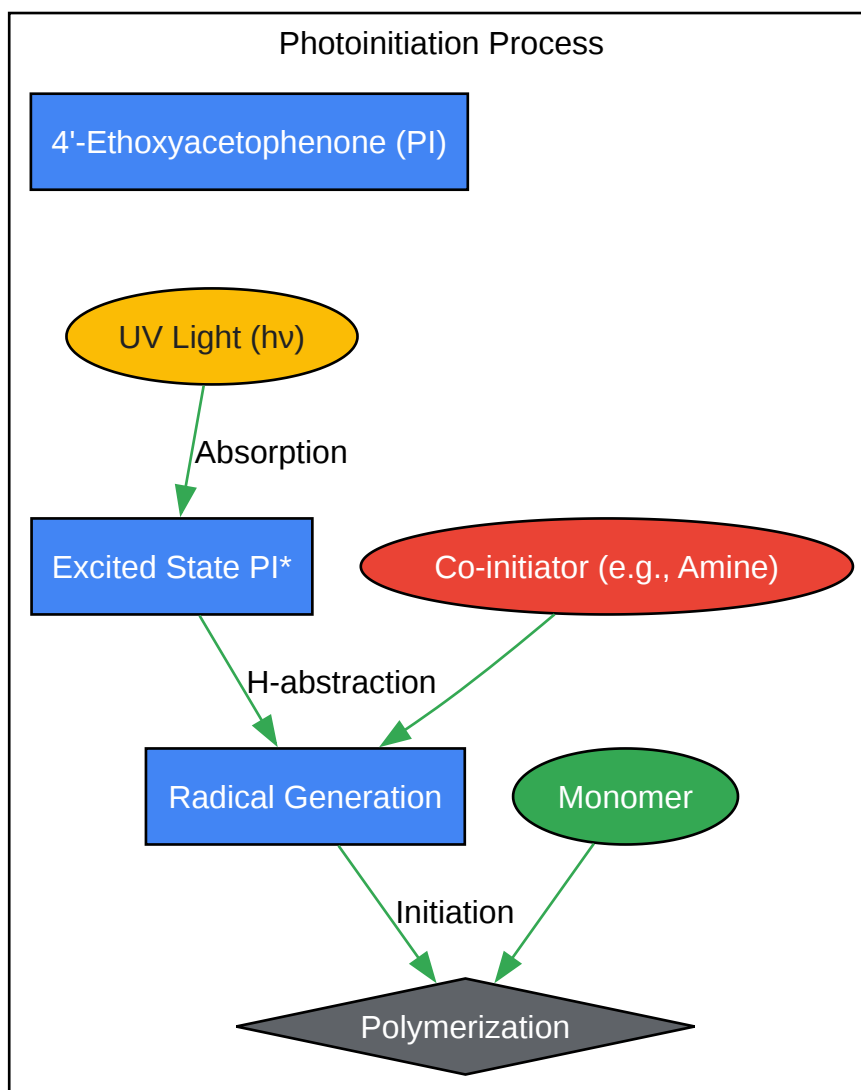 Photoinitiation Process
4'-Ethoxyacetophenone (PI)
UV Light (hν)
Absorption
Excited State PI*
Co-initiator (e.g., Amine)
H-abstraction
Radical Generation
Monomer
Initiation
Polymerization